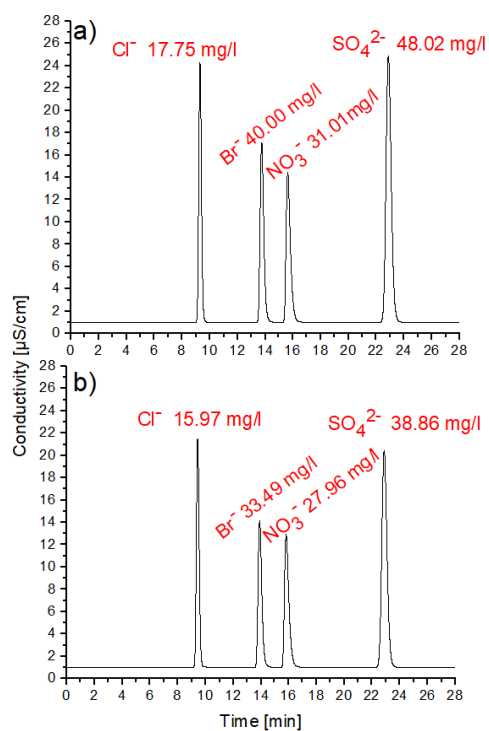 a)
Cl⁻ 17.75 mg/l
SO₄²⁻ 48.02 mg/l
Br⁻ 40.00 mg/l
NO₃⁻ 31.01mg/l
28
26
24
22
20
18
16
14
12
10
8
6
4
2
0
0 2 4 6 8 10 12 14 16 18 20 22 24 26 28
Conductivity [µS/cm]
b)
Cl⁻ 15.97 mg/l
SO₄²⁻ 38.86 mg/l
Br⁻ 33.49 mg/l
NO₃⁻ 27.96 mg/l
28
26
24
22
20
18
16
14
12
10
8
6
4
2
0
0 2 4 6 8 10 12 14 16 18 20 22 24 26 28
Time [min]